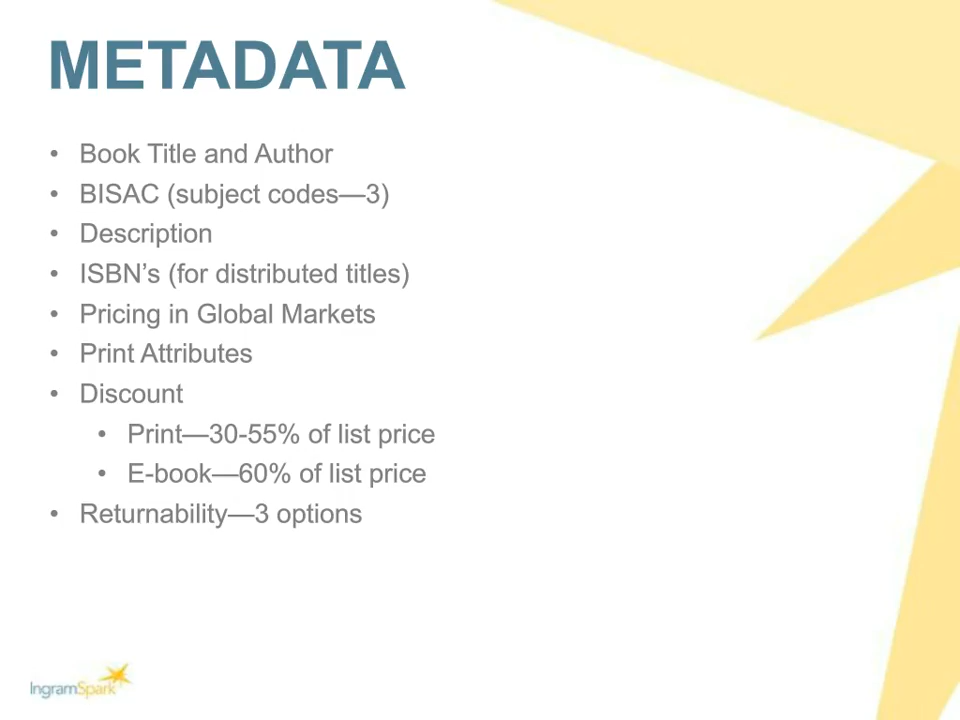 METADATA
• Book Title and Author
• BISAC (subject codes—3)
• Description
• ISBN’s (for distributed titles)
• Pricing in Global Markets
• Print Attributes
• Discount
• Print—30-55% of list price
• E-book—60% of list price
• Returnability—3 options
IngramSpark